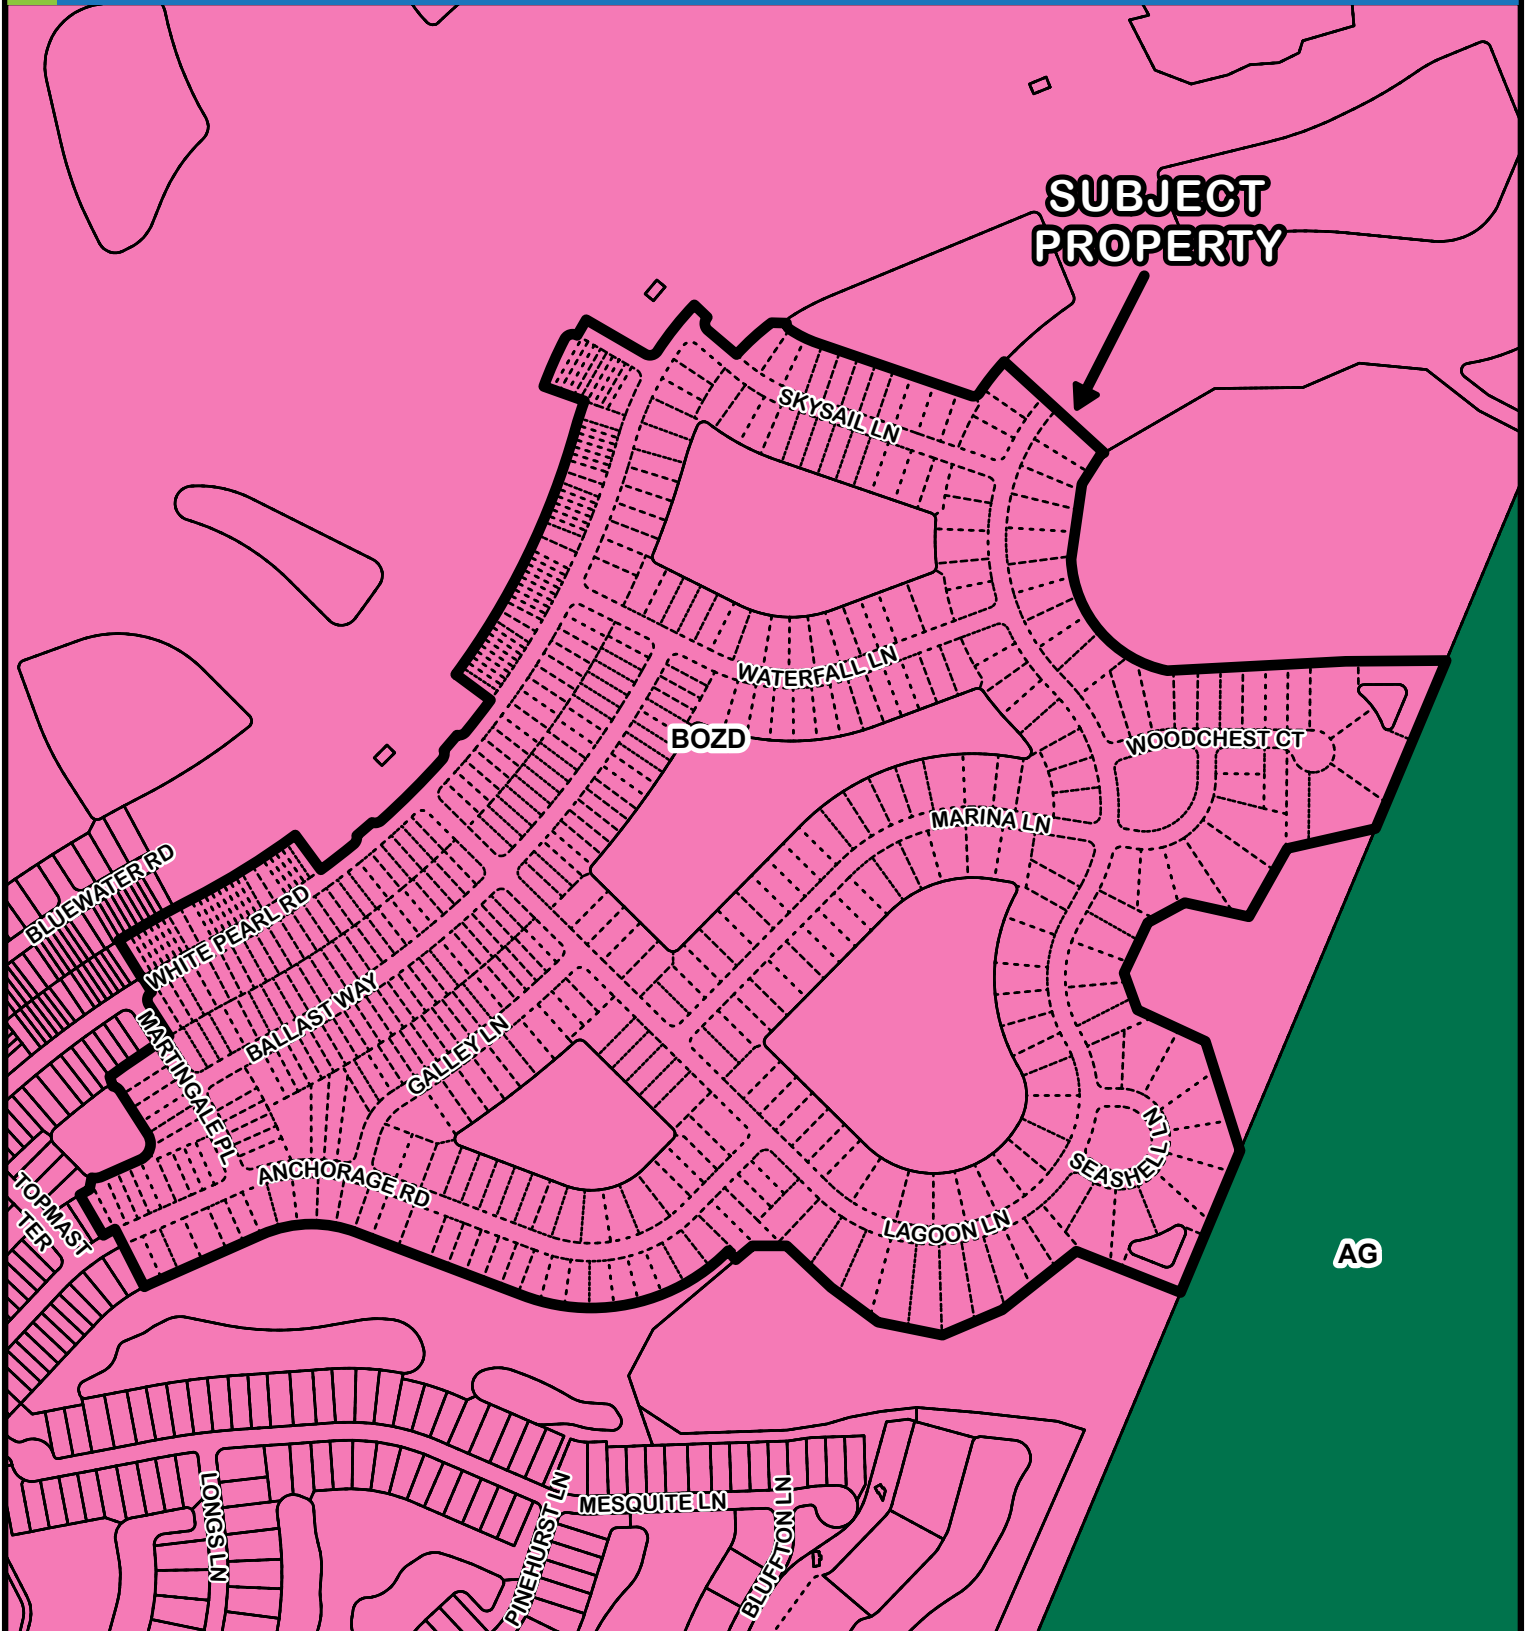 SUBJECT
PROPERTY
SKYSAIL LN
WATERFALL LN
BOZD
WOODCHEST CT
MARINA LN
BLUEWATER RD
WHITE PEARL RD
BALLAST WAY
MARTINGALE PL
GALLEY LN
SEASHELL LN
ANCHORAGE RD
TOPMAST
TER
LAGOON LN
AG
LONGS LN
PINEHURST LN
MESQUITE LN
BLUFFTON LN